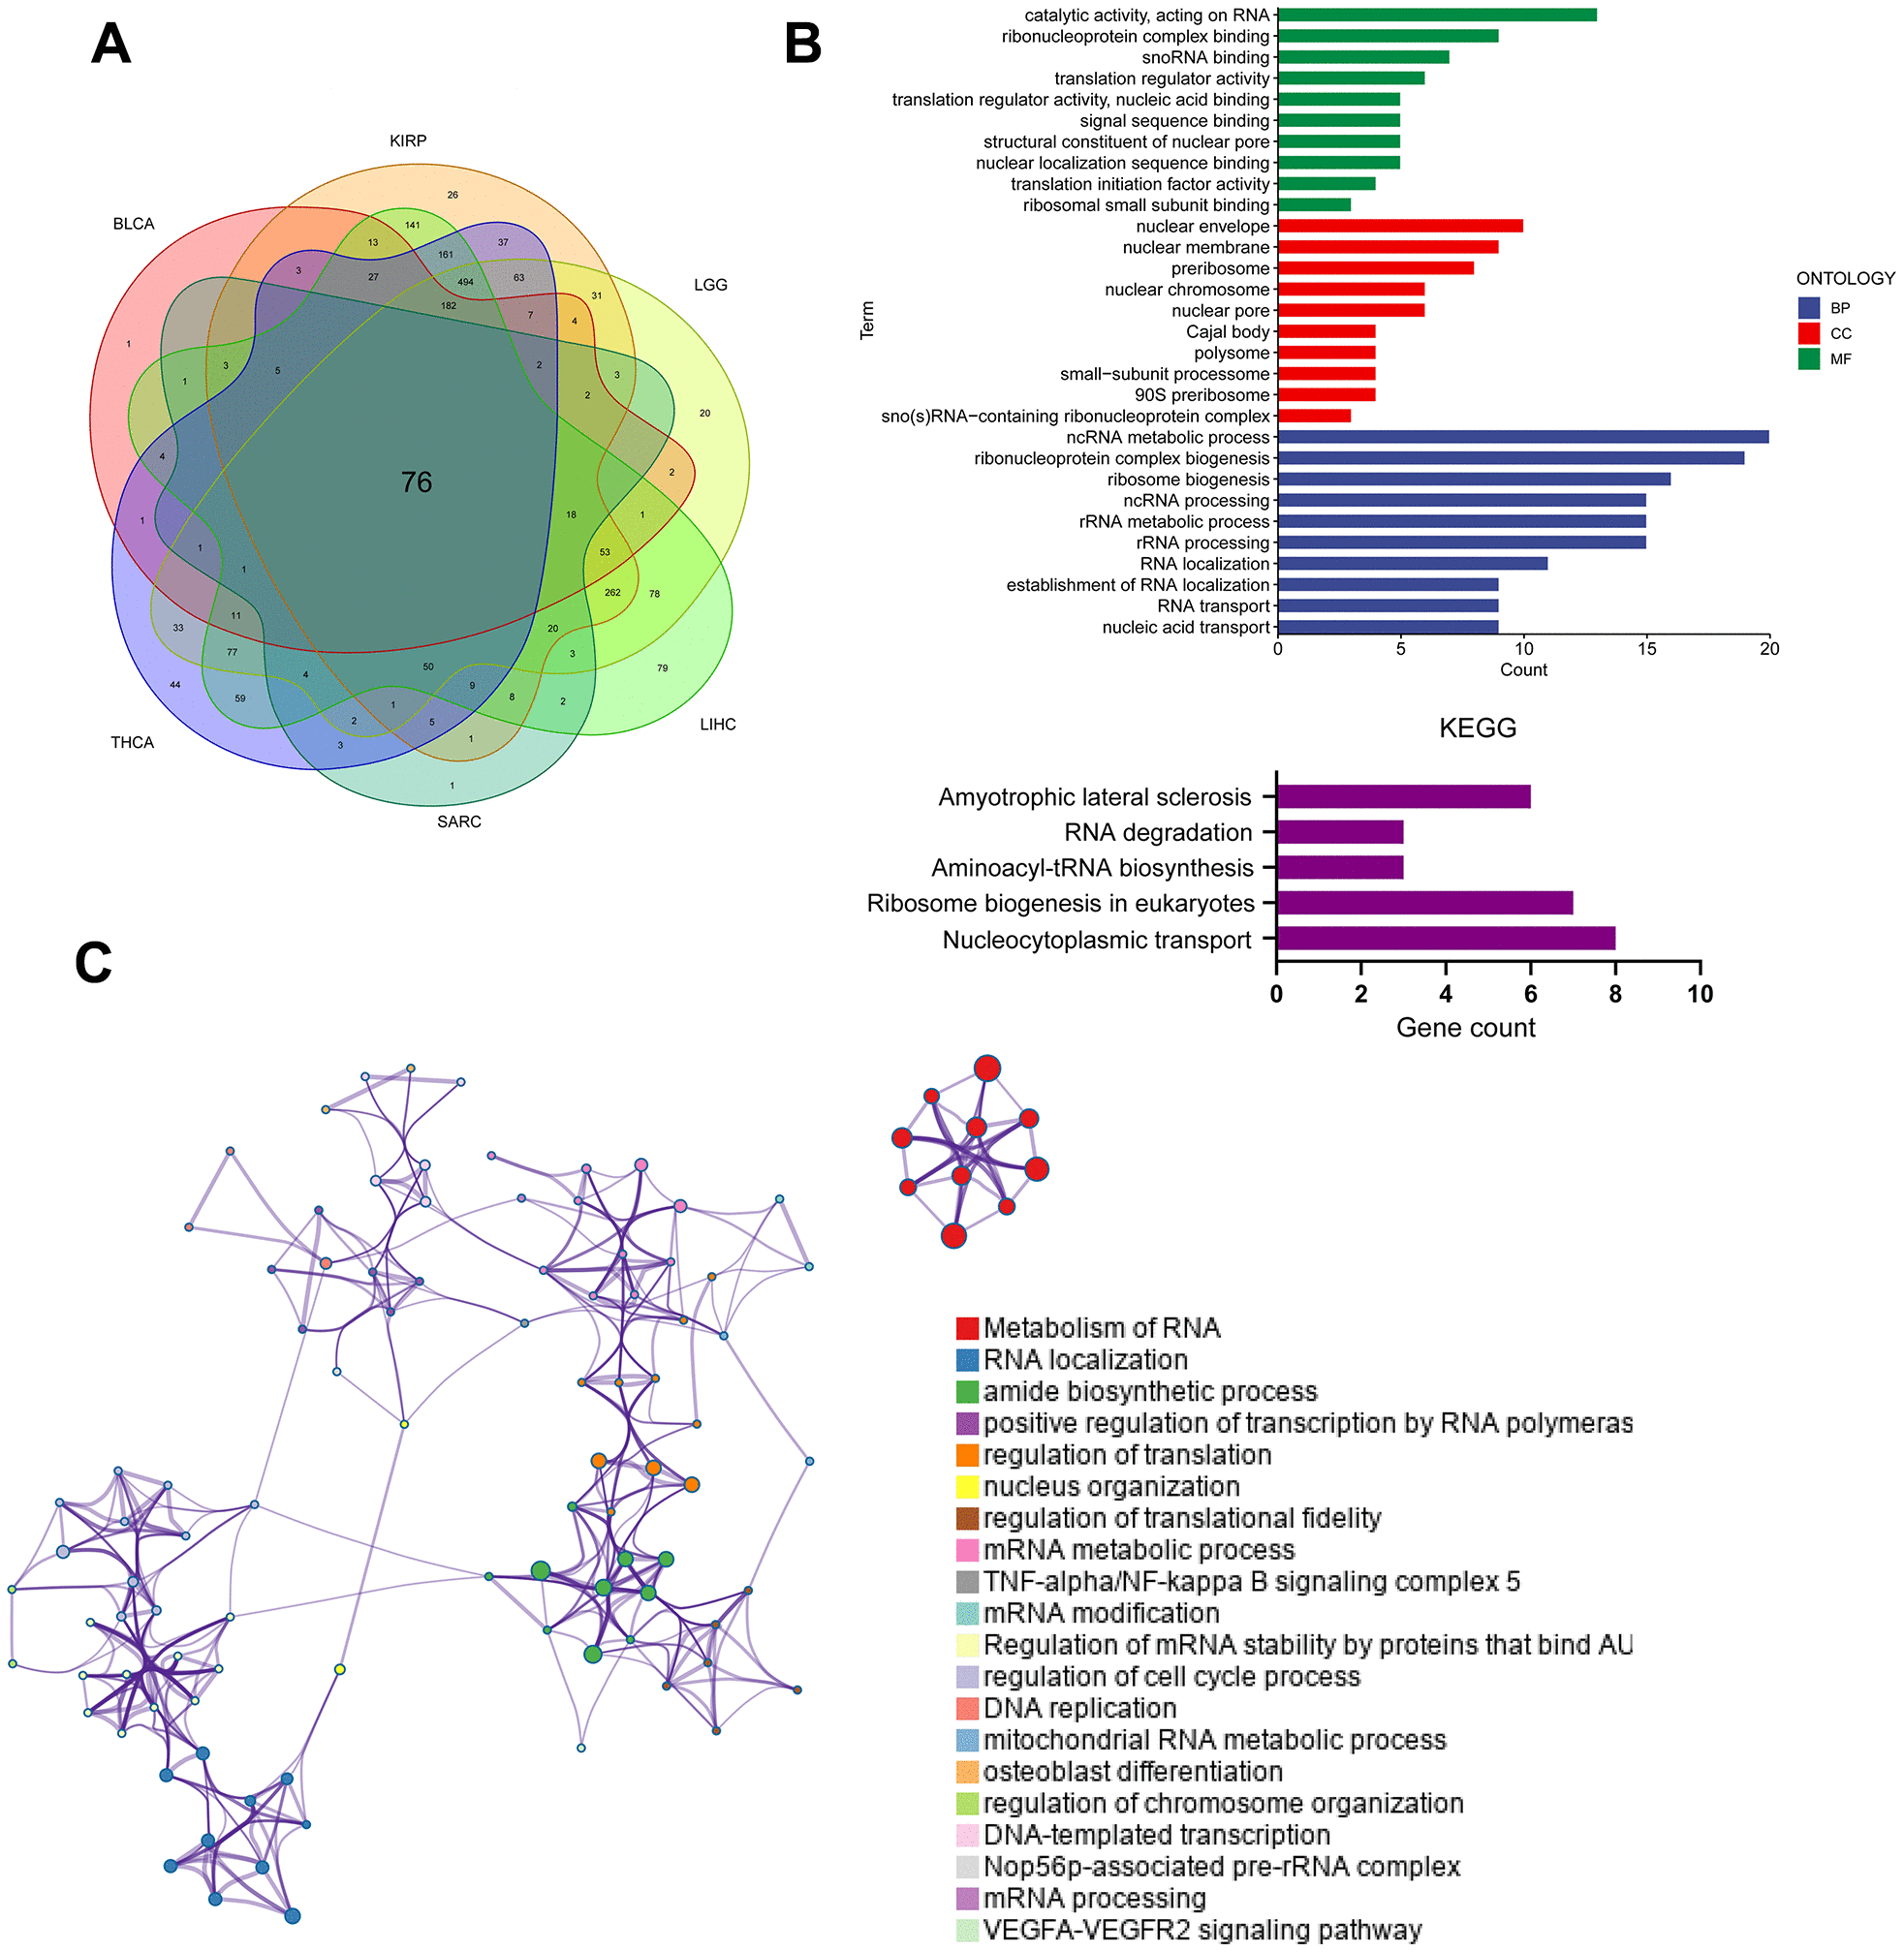 A
KIRP
BLCA
LGG
LIHC
SARC
THCA
26
141
13
37
161
3
27
494
63
31
182
7
4
1
3
5
1
2
3
2
20
4
2
76
1
18
1
1
53
1
262
78
11
33
20
77
3
50
79
4
44
9
59
8
2
1
2
5
3
1
1
B
catalytic activity, acting on RNA
ribonucleoprotein complex binding
snoRNA binding
translation regulator activity
translation regulator activity, nucleic acid binding
signal sequence binding
structural constituent of nuclear pore
nuclear localization sequence binding
translation initiation factor activity
ribosomal small subunit binding
nuclear envelope
nuclear membrane
preribosome
nuclear chromosome
nuclear pore
Cajal body
polysome
small−subunit processome
90S preribosome
sno(s)RNA−containing ribonucleoprotein complex
ncRNA metabolic process
ribonucleoprotein complex biogenesis
ribosome biogenesis
ncRNA processing
rRNA metabolic process
rRNA processing
RNA localization
establishment of RNA localization
RNA transport
nucleic acid transport
Term
0 5 10 15 20
Count
ONTOLOGY
BP
CC
MF
KEGG
Amyotrophic lateral sclerosis
RNA degradation
Aminoacyl-tRNA biosynthesis
Ribosome biogenesis in eukaryotes
Nucleocytoplasmic transport
0 2 4 6 8 10
Gene count
C
Metabolism of RNA
RNA localization
amide biosynthetic process
positive regulation of transcription by RNA polymeras
regulation of translation
nucleus organization
regulation of translational fidelity
mRNA metabolic process
TNF-alpha/NF-kappa B signaling complex 5
mRNA modification
Regulation of mRNA stability by proteins that bind AU
regulation of cell cycle process
DNA replication
mitochondrial RNA metabolic process
osteoblast differentiation
regulation of chromosome organization
DNA-templated transcription
Nop56p-associated pre-rRNA complex
mRNA processing
VEGFA-VEGFR2 signaling pathway